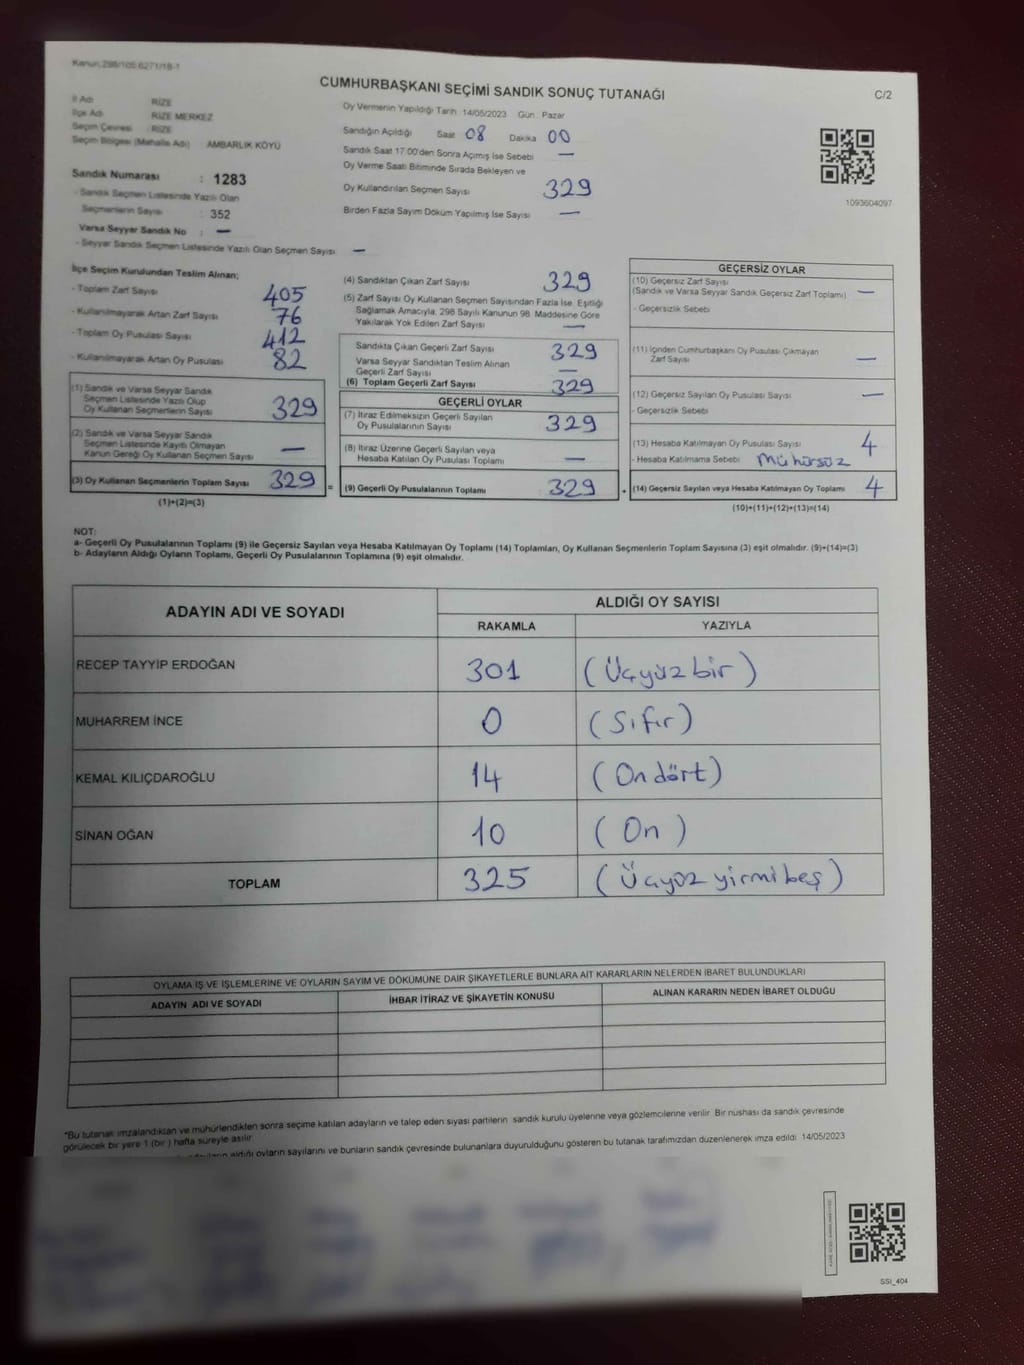 Kanun:298/105;6271/18-1
CUMHURBAŞKANI SEÇİMİ SANDIK SONUÇ TUTANAĞI
C/2
İl Adı RİZE
İlçe Adı RİZE MERKEZ
Seçim Çevresi : RİZE
Seçim Bölgesi (Mahalle Adı) AMBARLIK KÖYÜ
Sandık Numarası : 1283
- Sandık Seçmen Listesinde Yazılı Olan
Seçmenlerin Sayısı : 352
Varsa Seyyar Sandık No : —
- Seyyar Sandık Seçmen Listesinde Yazılı Olan Seçmen Sayısı —
Oy Vermenin Yapıldığı Tarih 14/05/2023 Gün Pazar
Sandığın Açıldığı Saat 08 Dakika 00
Sandık Saat 17:00'den Sonra Açımış İse Sebebi —
Oy Verme Saati Bitiminde Sırada Bekleyen ve
Oy Kullandırılan Seçmen Sayısı 329
Birden Fazla Sayım Döküm Yapılmış İse Sayısı —
1093604097
İlçe Seçim Kurulundan Teslim Alınan;
- Toplam Zarf Sayısı 405
- Kullanılmayarak Artan Zarf Sayısı 76
- Toplam Oy Pusulası Sayısı 412
- Kullanılmayarak Artan Oy Pusulası 82
(1) Sandık ve Varsa Seyyar Sandık
Seçmen Listesinde Yazılı Olup
Oy Kullanan Seçmenlerin Sayısı 329
(2) Sandık ve Varsa Seyyar Sandık
Seçmen Listesinde Kayıtlı Olmayan
Kanun Gereği Oy Kullanan Seçmen Sayısı —
(3) Oy Kullanan Seçmenlerin Toplam Sayısı 329 =
(1)+(2)=(3)
(4) Sandıktan Çıkan Zarf Sayısı 329
(5) Zarf Sayısı Oy Kullanan Seçmen Sayısından Fazla İse, Eşitliği
Sağlamak Amacıyla, 298 Sayılı Kanunun 98. Maddesine Göre
Yakılarak Yok Edilen Zarf Sayısı —
Sandıkta Çıkan Geçerli Zarf Sayısı 329
Varsa Seyyar Sandıktan Teslim Alınan
Geçerli Zarf Sayısı —
(6) Toplam Geçerli Zarf Sayısı 329
GEÇERLİ OYLAR
(7) İtiraz Edilmeksizin Geçerli Sayılan
Oy Pusulalarının Sayısı 329
(8) İtiraz Üzerine Geçerli Sayılan veya
Hesaba Katılan Oy Pusulası Toplamı —
(9) Geçerli Oy Pusulalarının Toplamı 329 +
GEÇERSİZ OYLAR
(10) Geçersiz Zarf Sayısı
(Sandık ve Varsa Seyyar Sandık Geçersiz Zarf Toplamı) —
- Geçersizlik Sebebi
(11) İçinden Cumhurbaşkanı Oy Pusulası Çıkmayan
Zarf Sayısı —
(12) Geçersiz Sayılan Oy Pusulası Sayısı —
- Geçersizlik Sebebi
(13) Hesaba Katılmayan Oy Pusulası Sayısı 4
- Hesaba Katılmama Sebebi Mühürsüz
(14) Geçersiz Sayılan veya Hesaba Katılmayan Oy Toplamı 4
(10)+(11)+(12)+(13)=(14)
NOT:
a- Geçerli Oy Pusulalarının Toplamı (9) ile Geçersiz Sayılan veya Hesaba Katılmayan Oy Toplamı (14) Toplamları, Oy Kullanan Seçmenlerin Toplam Sayısına (3) eşit olmalıdır. (9)+(14)=(3)
b- Adayların Aldığı Oyların Toplamı, Geçerli Oy Pusulalarının Toplamına (9) eşit olmalıdır.
ADAYIN ADI VE SOYADI
ALDIĞI OY SAYISI
RAKAMLA YAZIYLA
RECEP TAYYİP ERDOĞAN 301 (Üçyüz bir)
MUHARREM İNCE 0 (Sıfır)
KEMAL KILIÇDAROĞLU 14 (On dört)
SİNAN OĞAN 10 (On)
TOPLAM 325 (Üçyüz yirmi beş)
OYLAMA İŞ VE İŞLEMLERİNE VE OYLARIN SAYIM VE DÖKÜMÜNE DAİR ŞİKAYETLERLE BUNLARA AİT KARARLARIN NELERDEN İBARET BULUNDUKLARI
ADAYIN ADI VE SOYADI İHBAR İTİRAZ VE ŞİKAYETİN KONUSU ALINAN KARARIN NEDEN İBARET OLDUĞU
*Bu tutanak imzalandıktan ve mühürlendikten sonra seçime katılan adayların ve talep eden siyasi partilerin sandık kurulu üyelerine veya gözlemcilerine verilir. Bir nüshası da sandık çevresinde
görülecek bir yere 1 (bir ) hafta süreyle asılır.
aldığı oyların sayılarını ve bunların sandık çevresinde bulunanlara duyurulduğunu gösteren bu tutanak tarafımızdan düzenlenerek imza edildi. 14/05/2023
SSI_404